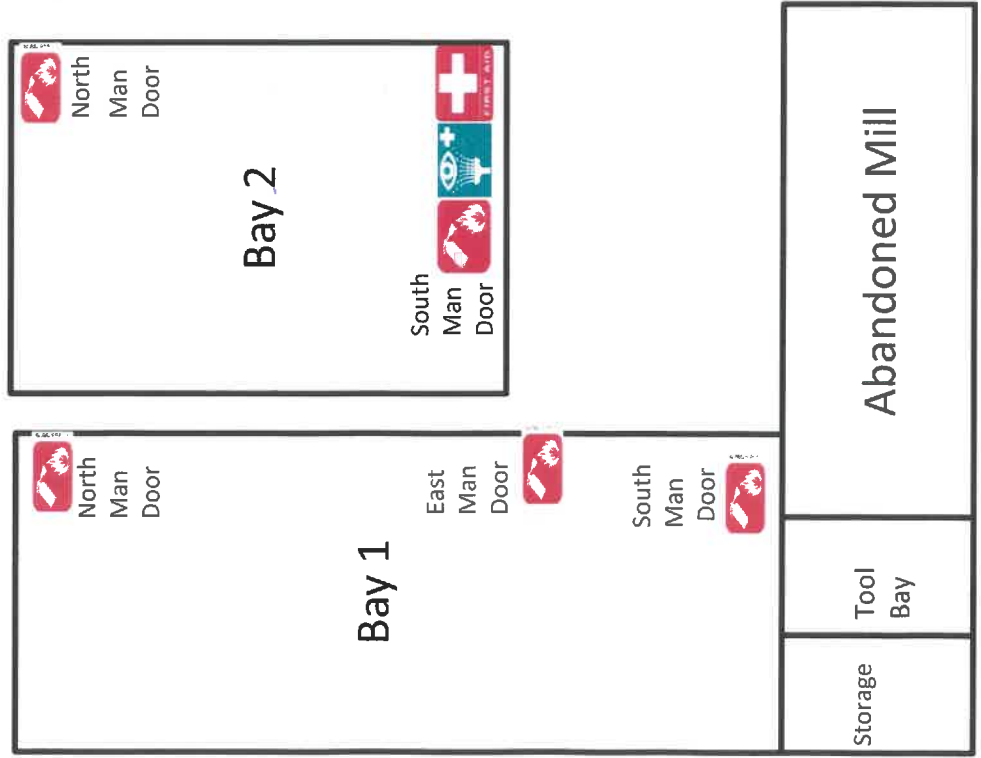 North
Man
Door
Bay 2
South
Man
Door
FIRST AID
North
Man
Door
East
Man
Door
South
Man
Door
Bay 1
Storage
Tool
Bay
Abandoned Mill